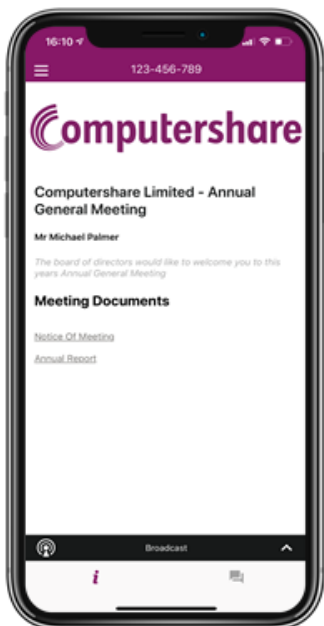 16:10
123-456-789
Computershare
Computershare Limited - Annual
General Meeting
Mr Michael Palmer
The board of directors would like to welcome you to this
years Annual General Meeting
Meeting Documents
Notice Of Meeting
Annual Report
Broadcast
i